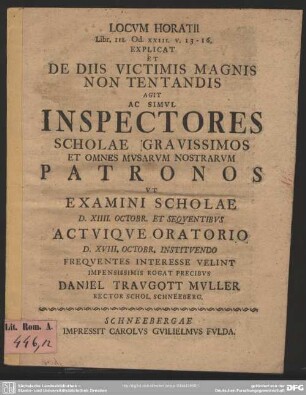 LOCVM HORATII
Libr. III. Od. XXIII. v. 13-16.
EXPLICAT
ET
DE DIIS VICTIMIS MAGNIS
NON TENTANDIS
AGIT
AC SIMVL
INSPECTORES
SCHOLAE GRAVISSIMOS
ET OMNES MVSARVM NOSTRARVM
PATRONOS
VT
EXAMINI SCHOLAE
D. XIIII. OCTOBR. ET SEQVENTIBVS
ACTVIQVE ORATORIO
D. XVIII. OCTOBR. INSTITVENDO
FREQVENTES INTERESSE VELINT
IMPENSISSIMIS ROGAT PRECIBVS
DANIEL TRAVGOTT MVLLER
RECTOR SCHOL. SCHNEEBERG.
SCHNEEBERGAE
IMPRESSIT CAROLVS GVILIELMVS FVLDA.
Lit. Rom. A.
446,12